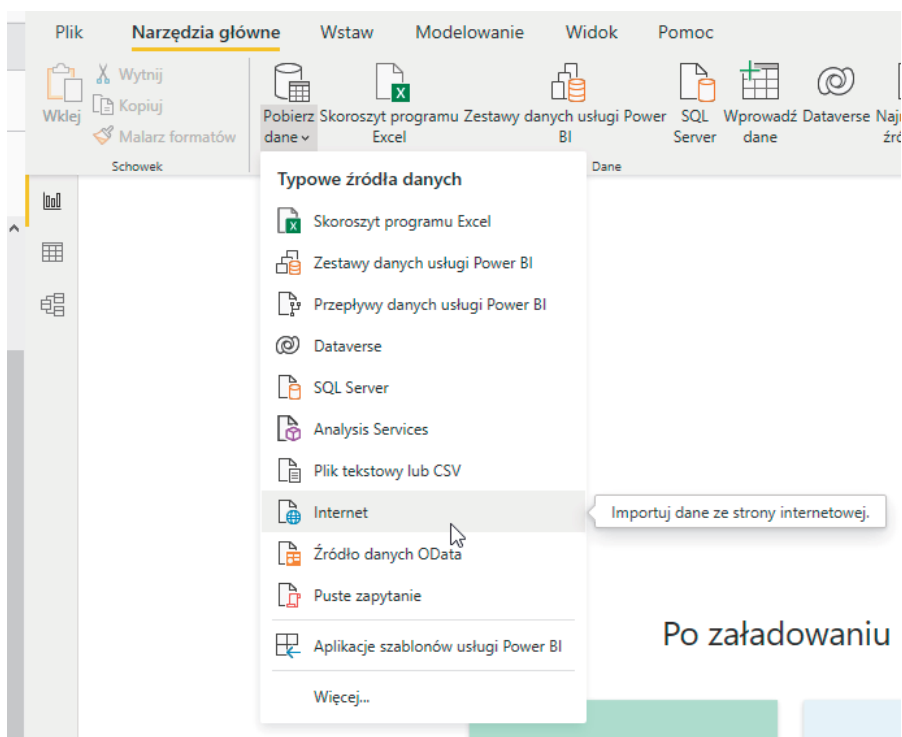 Plik Narzędzia główne Wstaw Modelowanie Widok Pomoc
Wklej
Wytnij
Kopiuj
Malarz formatów
Schowek
Pobierz dane
Skoroszyt programu Excel
Zestawy danych usługi Power BI
SQL Server
Wprowadź dane
Dataverse
Dane
Typowe źródła danych
Skoroszyt programu Excel
Zestawy danych usługi Power BI
Przepływy danych usługi Power BI
Dataverse
SQL Server
Analysis Services
Plik tekstowy lub CSV
Internet
Importuj dane ze strony internetowej.
Źródło danych OData
Puste zapytanie
Aplikacje szablonów usługi Power BI
Więcej...
Po załadowaniu